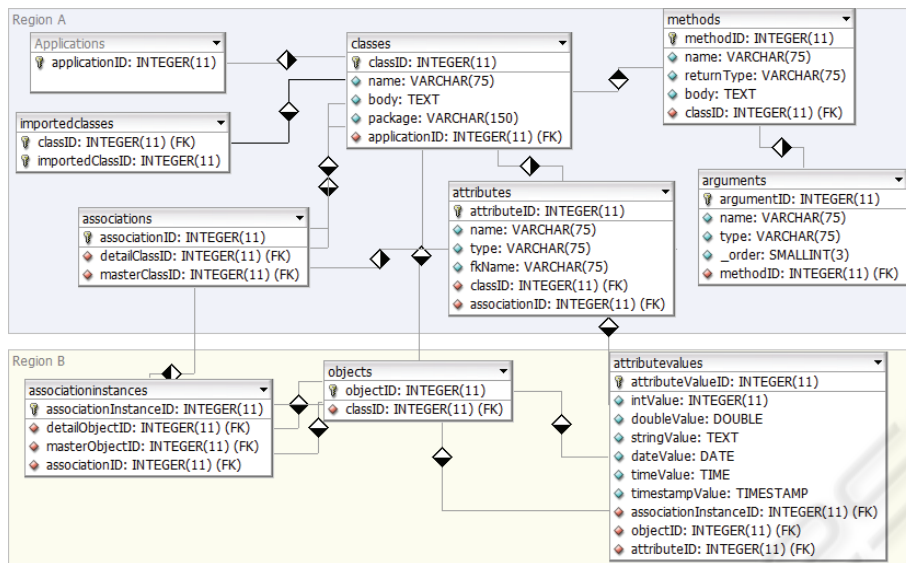 Region A
Applications
applicationID: INTEGER(11)
classes
classID: INTEGER(11)
name: VARCHAR(75)
body: TEXT
package: VARCHAR(150)
applicationID: INTEGER(11) (FK)
methods
methodID: INTEGER(11)
name: VARCHAR(75)
returnType: VARCHAR(75)
body: TEXT
classID: INTEGER(11) (FK)
importedclasses
classID: INTEGER(11) (FK)
importedClassID: INTEGER(11)
associations
associationID: INTEGER(11)
detailClassID: INTEGER(11) (FK)
masterClassID: INTEGER(11) (FK)
attributes
attributeID: INTEGER(11)
name: VARCHAR(75)
type: VARCHAR(75)
fkName: VARCHAR(75)
classID: INTEGER(11) (FK)
associationID: INTEGER(11) (FK)
arguments
argumentID: INTEGER(11)
name: VARCHAR(75)
type: VARCHAR(75)
_order: SMALLINT(3)
methodID: INTEGER(11) (FK)
Region B
associationinstances
associationInstanceID: INTEGER(11)
detailObjectID: INTEGER(11) (FK)
masterObjectID: INTEGER(11) (FK)
associationID: INTEGER(11) (FK)
objects
objectID: INTEGER(11)
classID: INTEGER(11) (FK)
attributevalues
attributeValueID: INTEGER(11)
intValue: INTEGER(11)
doubleValue: DOUBLE
stringValue: TEXT
dateValue: DATE
timeValue: TIME
timestampValue: TIMESTAMP
associationInstanceID: INTEGER(11) (FK)
objectID: INTEGER(11) (FK)
attributeID: INTEGER(11) (FK)